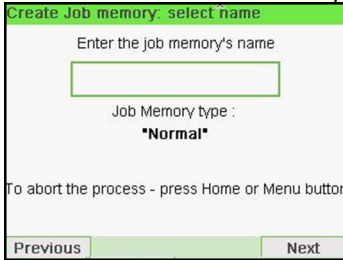 Create Job memory: select name
Enter the job memory's name
Job Memory type :
"Normal"
To abort the process - press Home or Menu button
Previous
Next